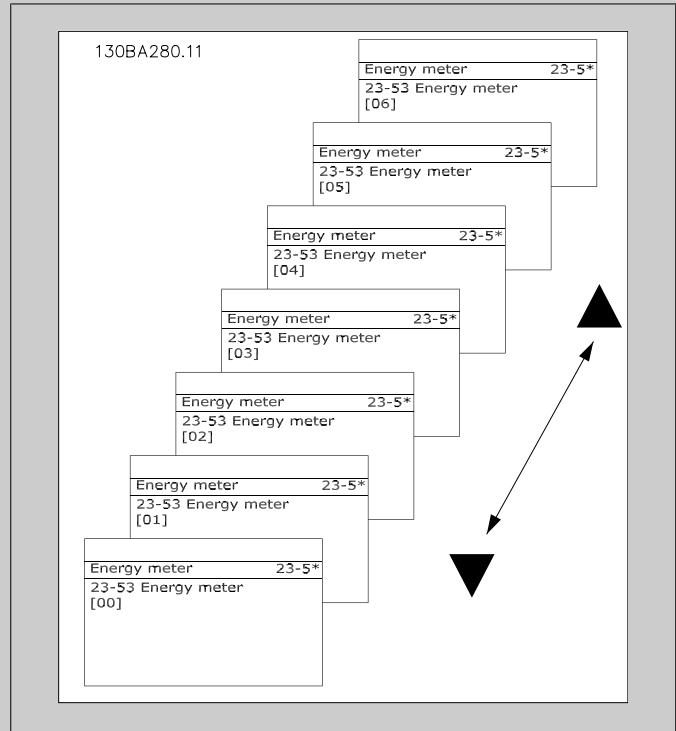 130BA280.11
Energy meter 23-5*
23-53 Energy meter
[06]
Energy meter 23-5*
23-53 Energy meter
[05]
Energy meter 23-5*
23-53 Energy meter
[04]
Energy meter 23-5*
23-53 Energy meter
[03]
Energy meter 23-5*
23-53 Energy meter
[02]
Energy meter 23-5*
23-53 Energy meter
[01]
Energy meter 23-5*
23-53 Energy meter
[00]